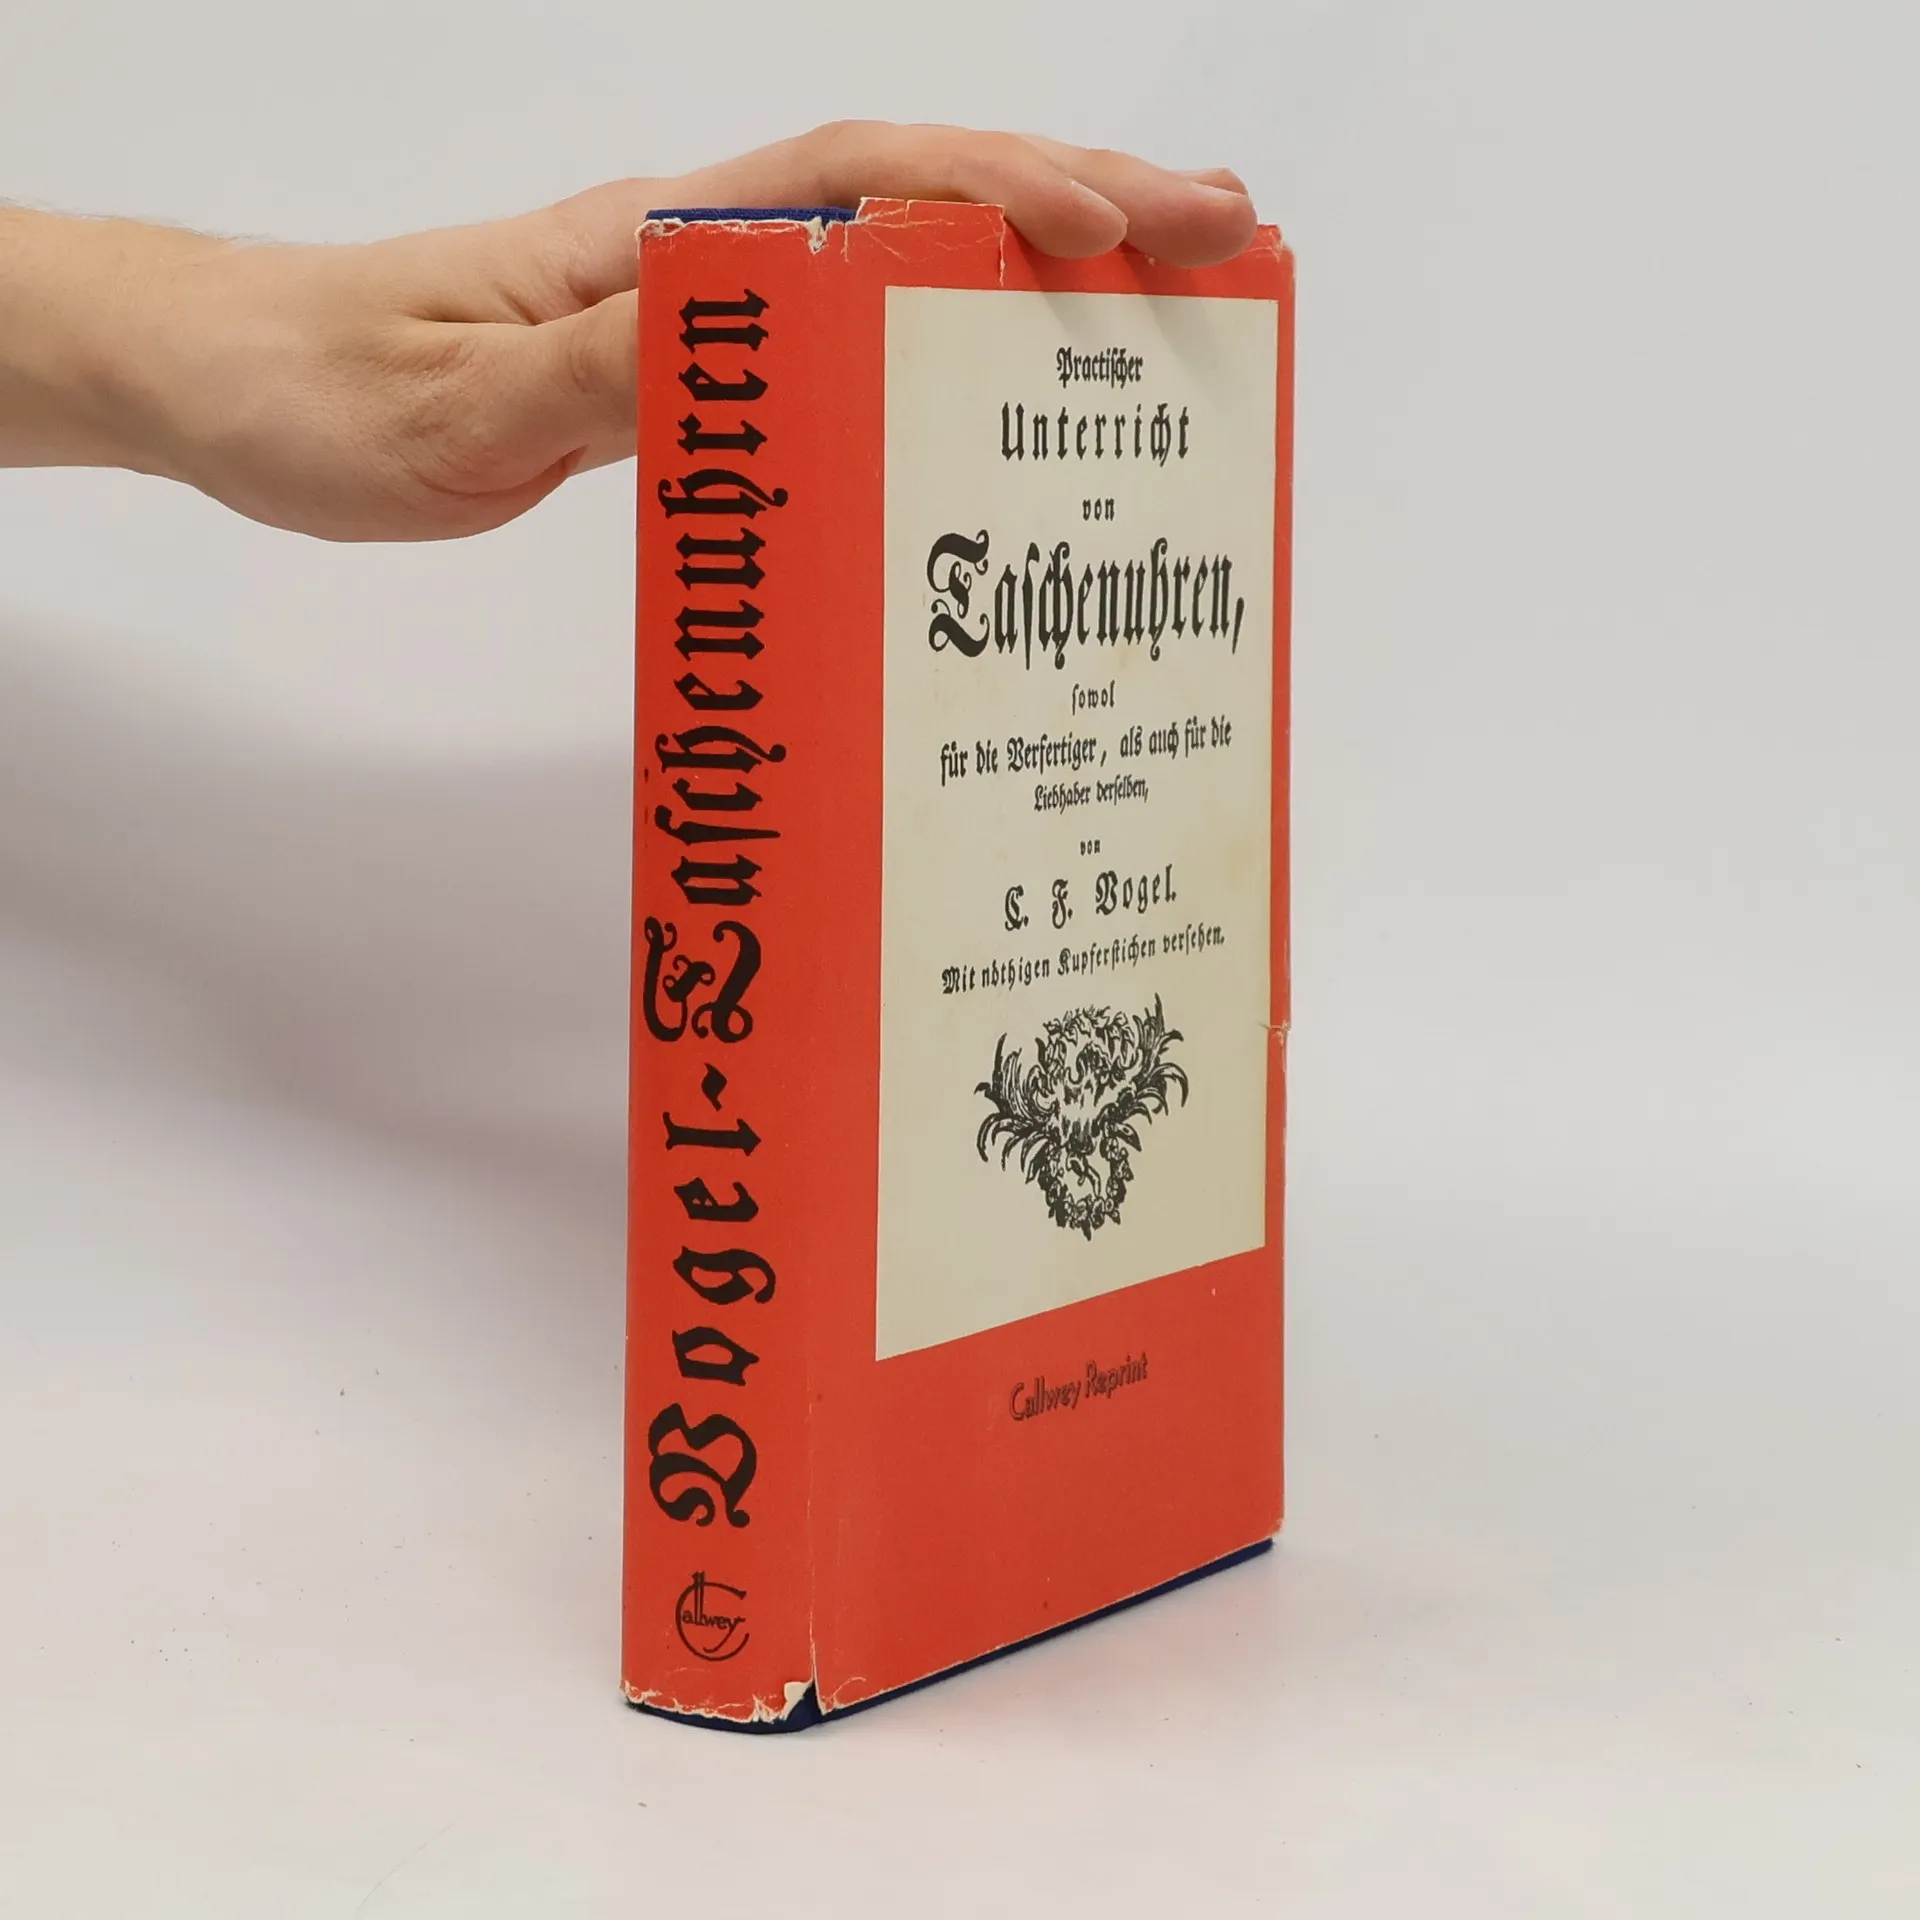 Vogel-Taschenuhren
Callwey
Practiſcher
Unterricht
von
Taſchenuhren,
ſowol
für die Verfertiger, als auch für die
Liebhaber derſelben,
von
C. F. Vogel.
Mit nöthigen Kupferſtichen verſehen.
Callwey Reprint